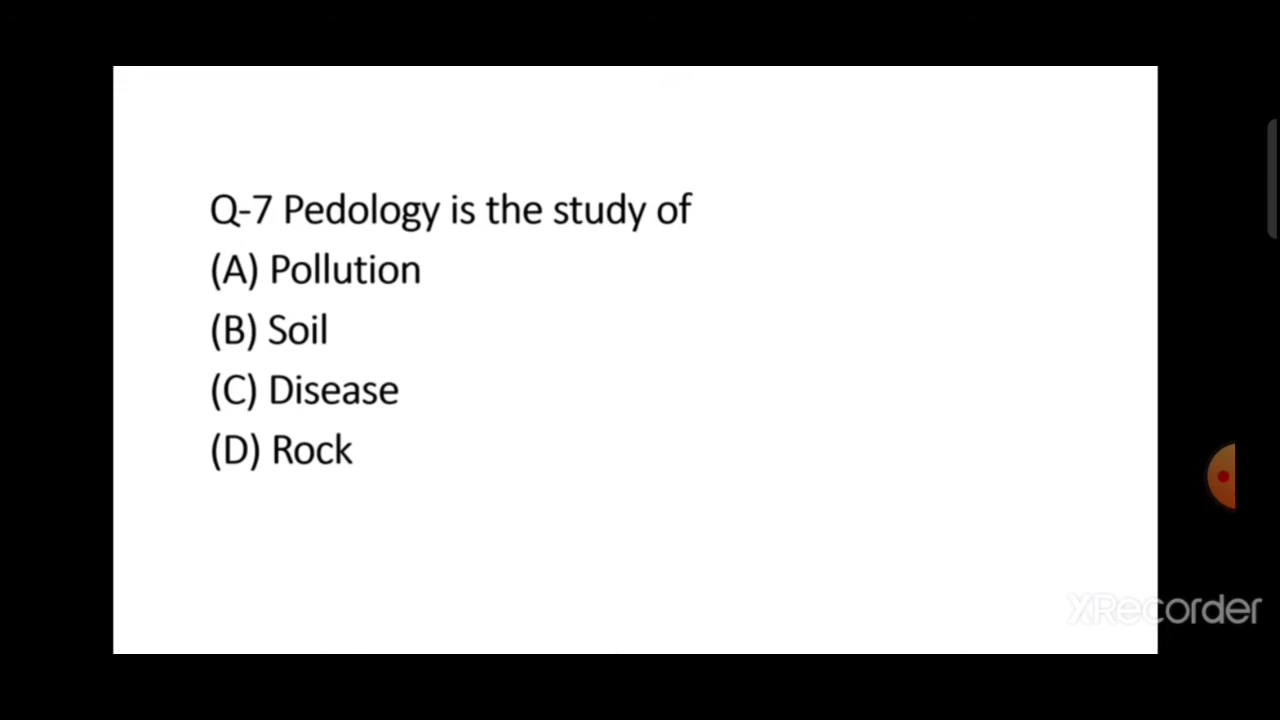 Q-7 Pedology is the study of
(A) Pollution
(B) Soil
(C) Disease
(D) Rock
XRecorder